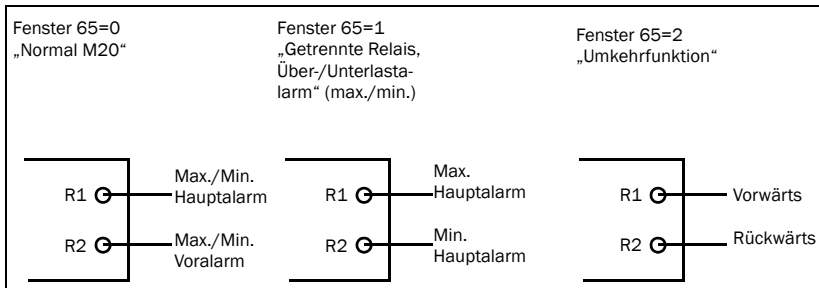 Fenster 65=0
„Normal M20“
Fenster 65=1
„Getrennte Relais,
Über-/Unterlasta-
larm“ (max./min.)
Fenster 65=2
„Umkehrfunktion“
R1
Max./Min.
Hauptalarm
R2
Max./Min.
Voralarm
R1
Max.
Hauptalarm
R2
Min.
Hauptalarm
R1
Vorwärts
R2
Rückwärts